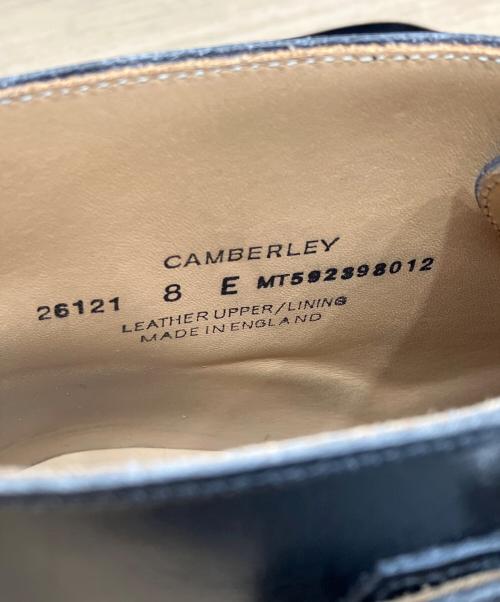 CAMBERLEY
26121 8 E MT592398012
LEATHER UPPER/LINING
MADE IN ENGLAND